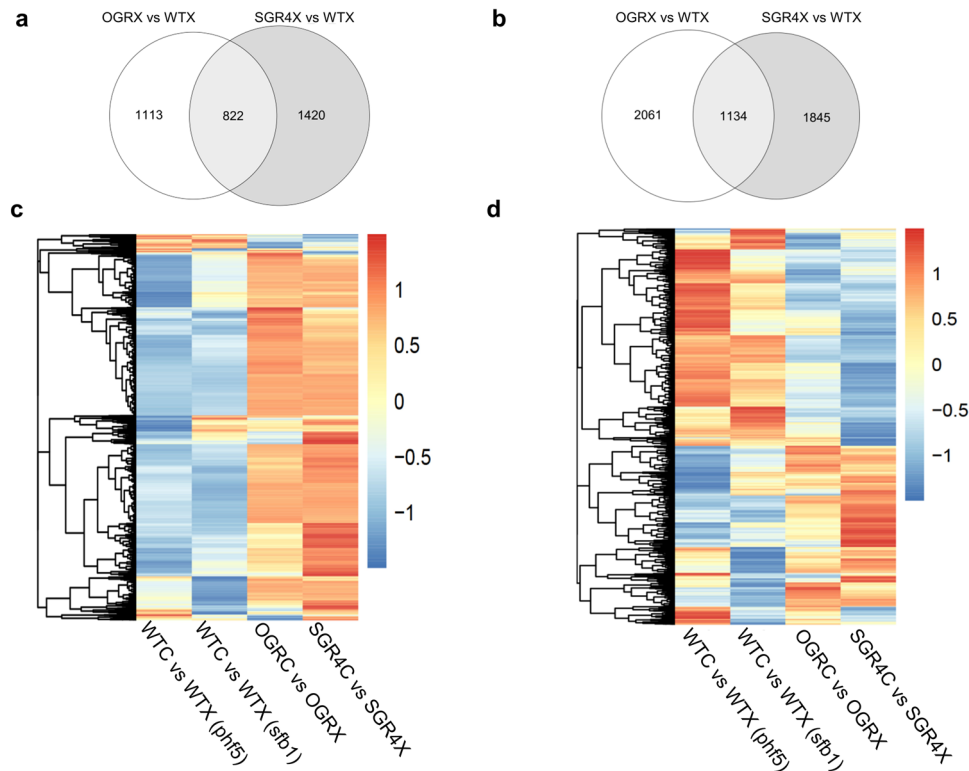 a
OGRX vs WTX
SGR4X vs WTX
1113
822
1420
b
OGRX vs WTX
SGR4X vs WTX
2061
1134
1845
c
1
0.5
0
−0.5
−1
WTC vs WTX (phf5)
WTC vs WTX (sfb1)
OGRC vs OGRX
SGR4C vs SGR4X
d
1
0.5
0
−0.5
−1
WTC vs WTX (phf5)
WTC vs WTX (sfb1)
OGRC vs OGRX
SGR4C vs SGR4X